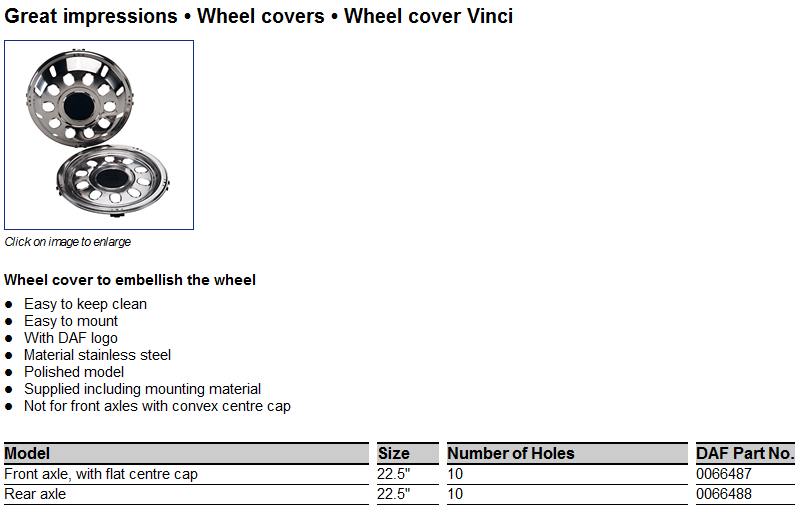 Great impressions • Wheel covers • Wheel cover Vinci
Click on image to enlarge
Wheel cover to embellish the wheel
● Easy to keep clean
● Easy to mount
● With DAF logo
● Material stainless steel
● Polished model
● Supplied including mounting material
● Not for front axles with convex centre cap
Model Size Number of Holes DAF Part No.
Front axle, with flat centre cap 22.5" 10 0066487
Rear axle 22.5" 10 0066488